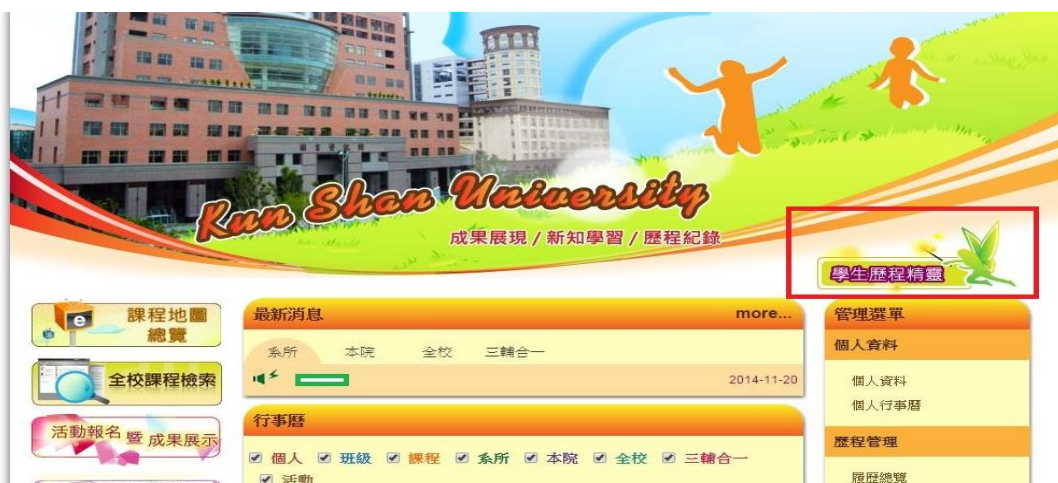 圖書資訊館
Kun Shan University
成果展現 / 新知學習 / 歷程紀錄
學生歷程精靈
e 課程地圖
總覽
全校課程檢索
活動報名 暨 成果展示
最新消息 more...
系所 本院 全校 三輔合一
2014-11-20
行事曆
個人 班級 課程 系所 本院 全校 三輔合一
活動
管理選單
個人資料
個人資料
個人行事曆
歷程管理
履歷總覽